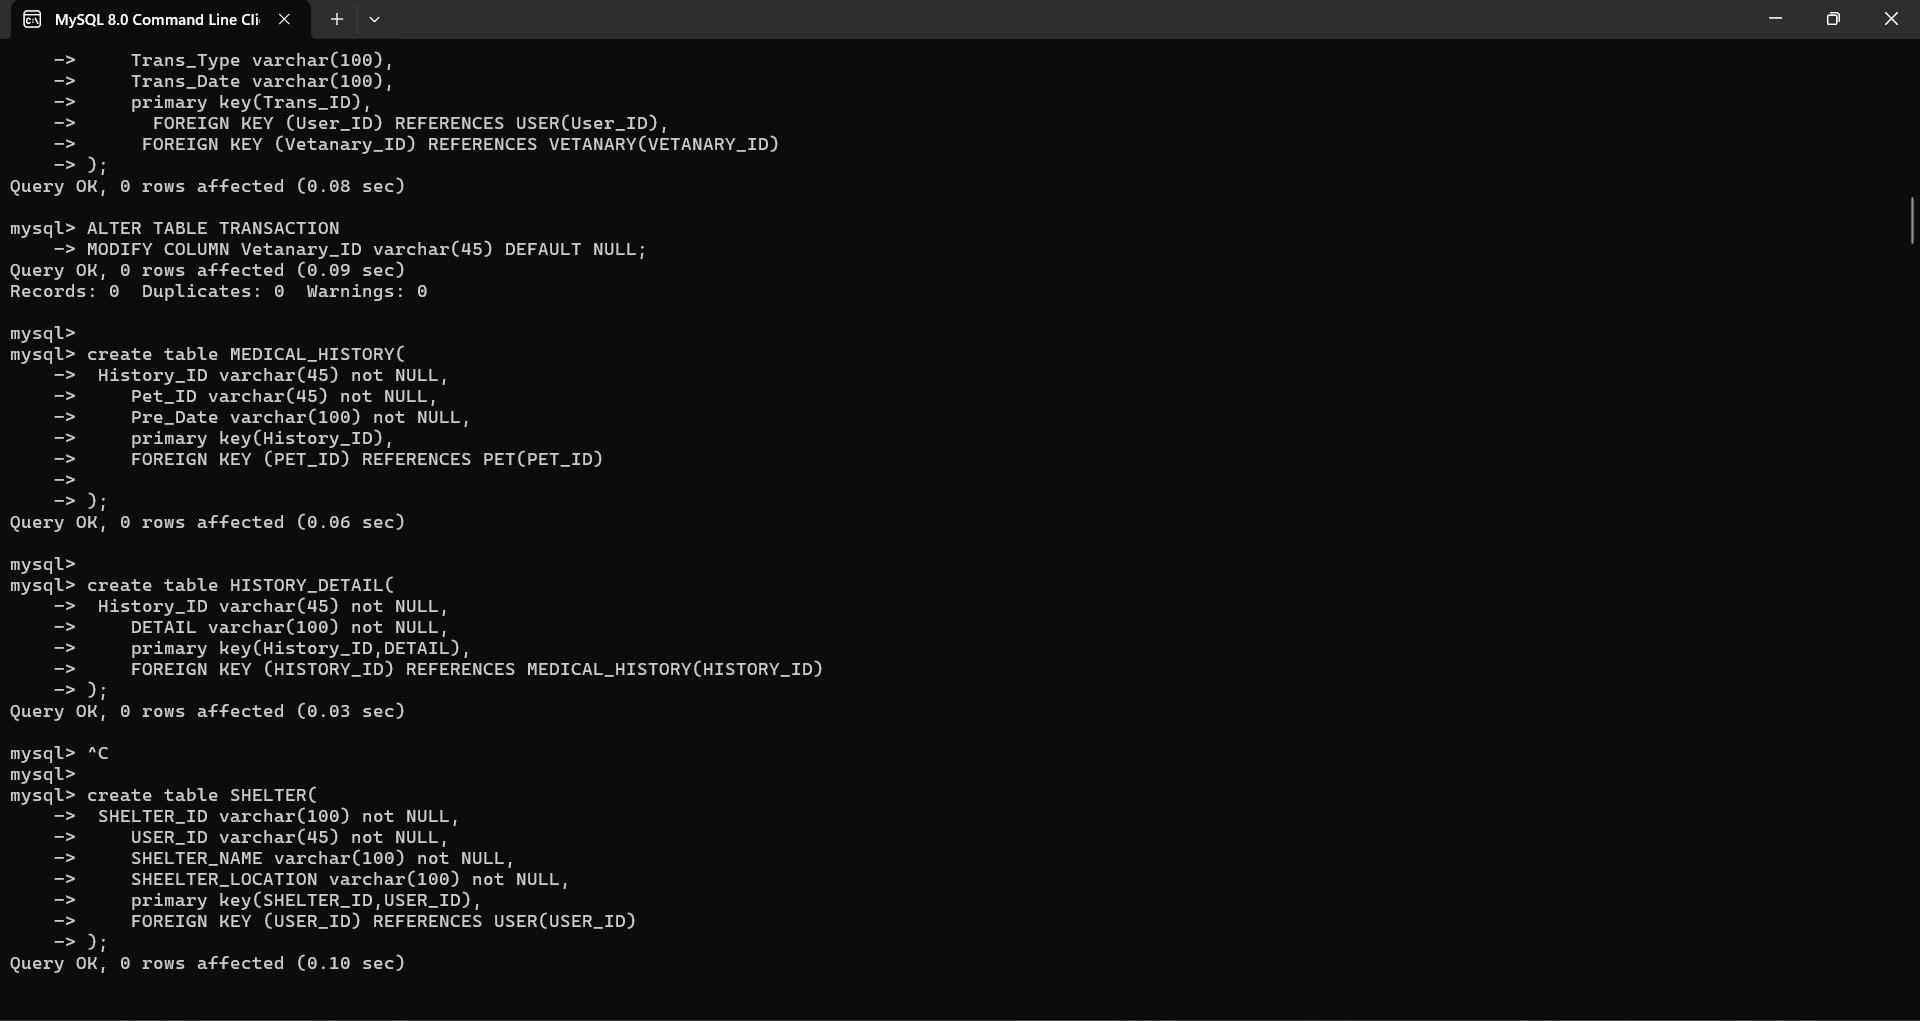 MySQL 8.0 Command Line Cli
    ->     Trans_Type varchar(100),
    ->     Trans_Date varchar(100),
    ->     primary key(Trans_ID),
    ->       FOREIGN KEY (User_ID) REFERENCES USER(User_ID),
    ->      FOREIGN KEY (Vetanary_ID) REFERENCES VETANARY(VETANARY_ID)
    -> );
Query OK, 0 rows affected (0.08 sec)

mysql> ALTER TABLE TRANSACTION
    -> MODIFY COLUMN Vetanary_ID varchar(45) DEFAULT NULL;
Query OK, 0 rows affected (0.09 sec)
Records: 0  Duplicates: 0  Warnings: 0

mysql>
mysql> create table MEDICAL_HISTORY(
    ->  History_ID varchar(45) not NULL,
    ->     Pet_ID varchar(45) not NULL,
    ->     Pre_Date varchar(100) not NULL,
    ->     primary key(History_ID),
    ->     FOREIGN KEY (PET_ID) REFERENCES PET(PET_ID)
    ->
    -> );
Query OK, 0 rows affected (0.06 sec)

mysql>
mysql> create table HISTORY_DETAIL(
    ->  History_ID varchar(45) not NULL,
    ->     DETAIL varchar(100) not NULL,
    ->     primary key(History_ID,DETAIL),
    ->     FOREIGN KEY (HISTORY_ID) REFERENCES MEDICAL_HISTORY(HISTORY_ID)
    -> );
Query OK, 0 rows affected (0.03 sec)

mysql> ^C
mysql>
mysql> create table SHELTER(
    ->  SHELTER_ID varchar(100) not NULL,
    ->     USER_ID varchar(45) not NULL,
    ->     SHELTER_NAME varchar(100) not NULL,
    ->     SHEELTER_LOCATION varchar(100) not NULL,
    ->     primary key(SHELTER_ID,USER_ID),
    ->     FOREIGN KEY (USER_ID) REFERENCES USER(USER_ID)
    -> );
Query OK, 0 rows affected (0.10 sec)